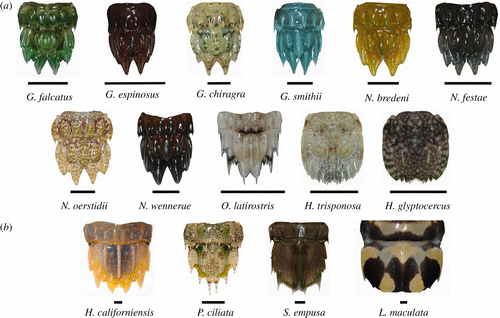 (a)
G. falcatus G. espinosus G. chiragra G. smithii N. bredeni N. festae
N. oerstidii N. wennerae O. latirostris H. trisponosa H. glyptocercus
(b)
H. californiensis P. ciliata S. empusa L. maculata